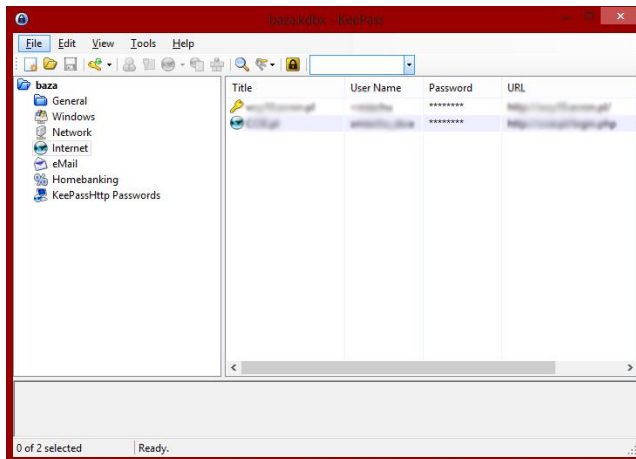 baza.kdbx - KeePass
File Edit View Tools Help
baza
General
Windows
Network
Internet
eMail
Homebanking
KeePassHttp Passwords
Title User Name Password URL
********
********
0 of 2 selected Ready.